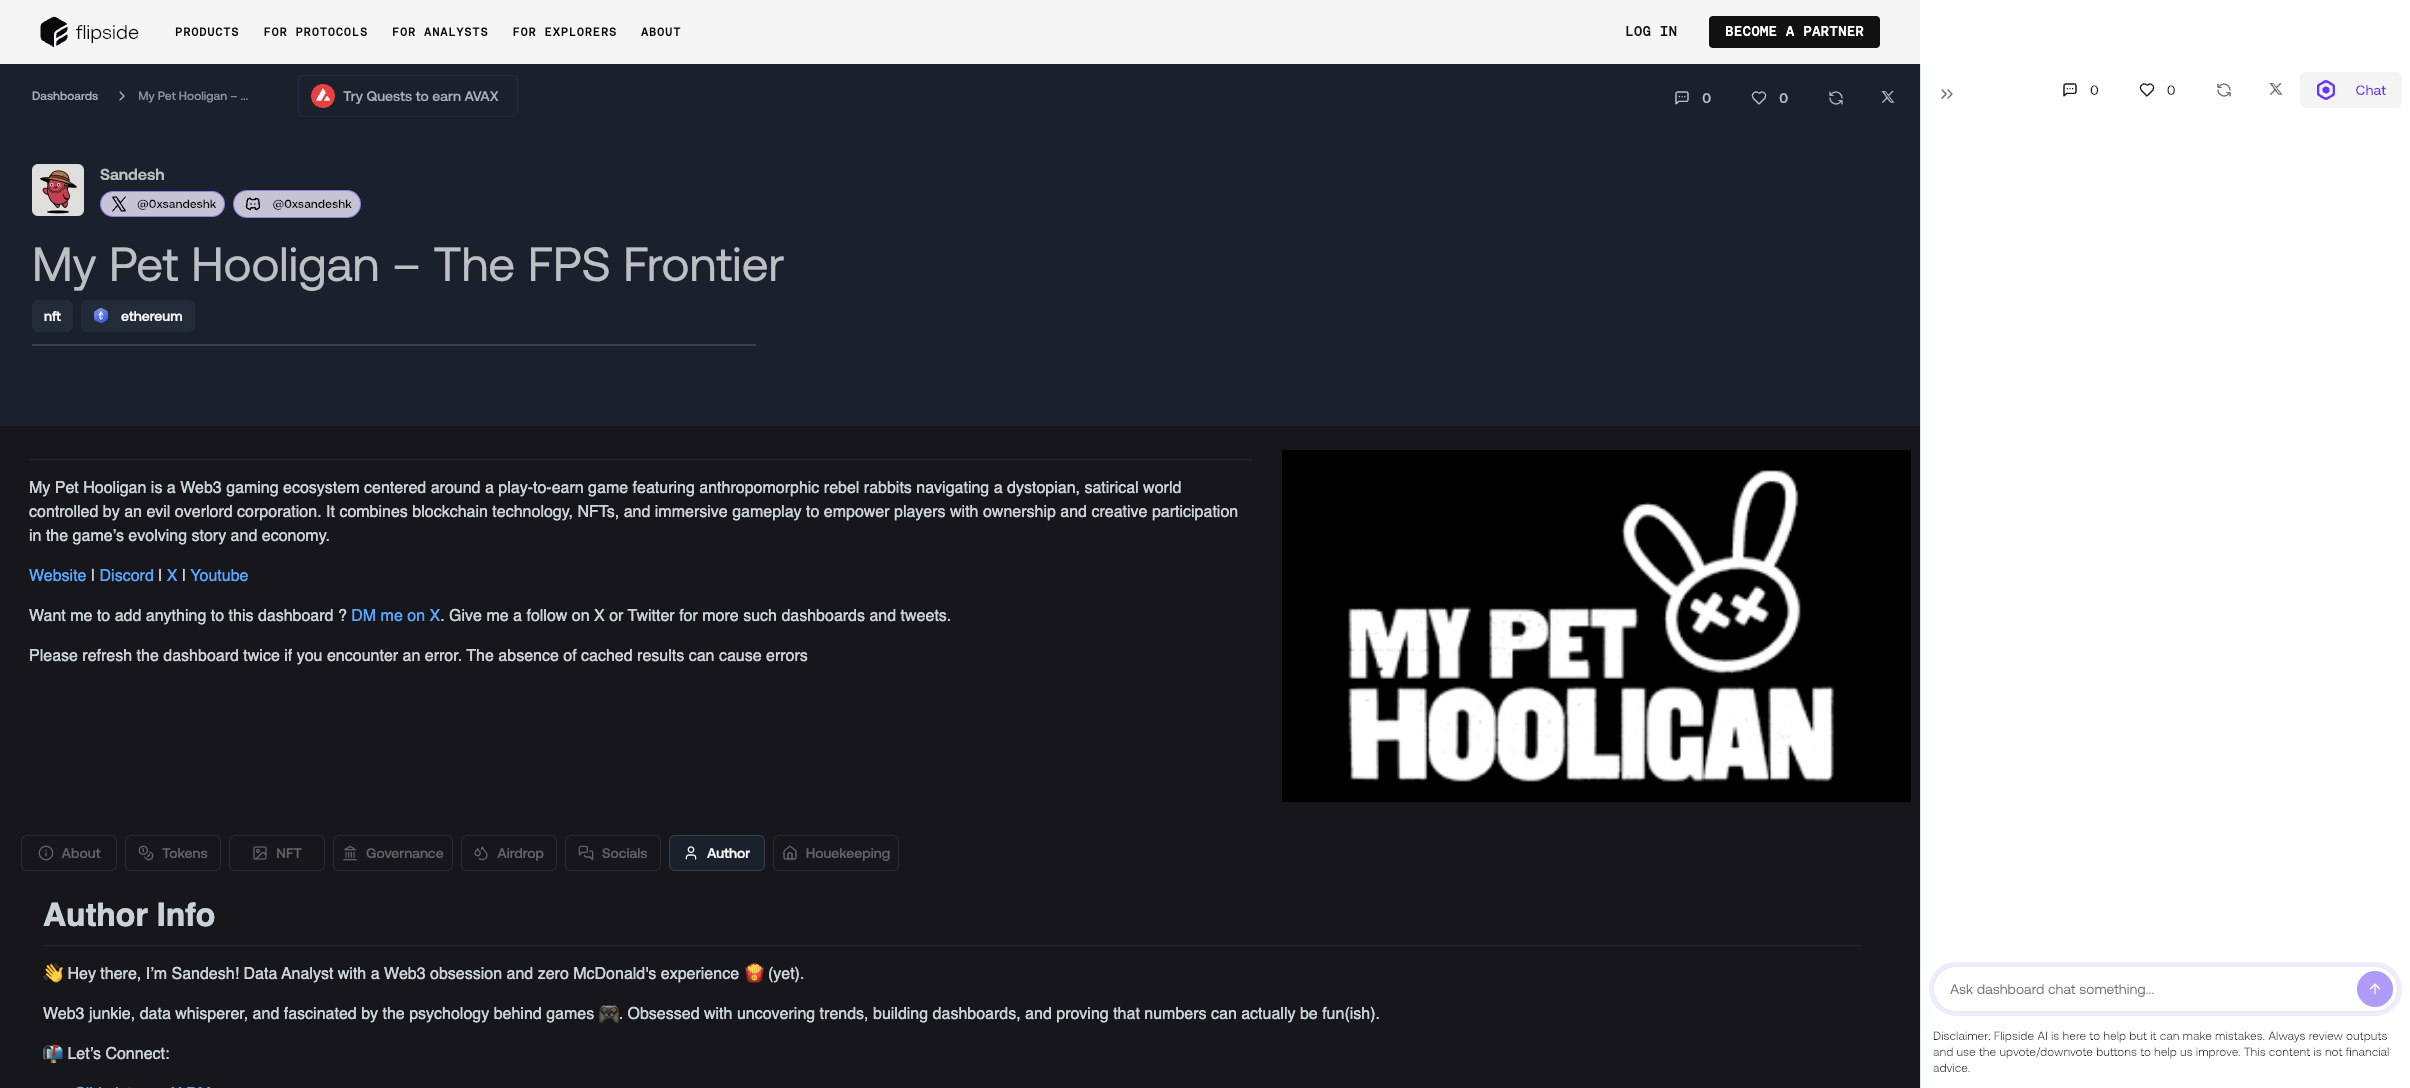 flipside
PRODUCTS FOR PROTOCOLS FOR ANALYSTS FOR EXPLORERS ABOUT
LOG IN BECOME A PARTNER
Dashboards My Pet Hooligan – ... Try Quests to earn AVAX 0 0
0 0 Chat
Sandesh
@0xsandeshk @0xsandeshk
My Pet Hooligan – The FPS Frontier
nft ethereum
My Pet Hooligan is a Web3 gaming ecosystem centered around a play-to-earn game featuring anthropomorphic rebel rabbits navigating a dystopian, satirical world
controlled by an evil overlord corporation. It combines blockchain technology, NFTs, and immersive gameplay to empower players with ownership and creative participation
in the game’s evolving story and economy.
Website | Discord | X | Youtube
Want me to add anything to this dashboard ? DM me on X. Give me a follow on X or Twitter for more such dashboards and tweets.
Please refresh the dashboard twice if you encounter an error. The absence of cached results can cause errors
MY PET
HOOLIGAN
About Tokens NFT Governance Airdrop Socials Author Houekeeping
Author Info
👋 Hey there, I’m Sandesh! Data Analyst with a Web3 obsession and zero McDonald's experience 🍟 (yet).
Web3 junkie, data whisperer, and fascinated by the psychology behind games 🎮. Obsessed with uncovering trends, building dashboards, and proving that numbers can actually be fun(ish).
📬 Let’s Connect:
Ask dashboard chat something...
Disclaimer: Flipside AI is here to help but it can make mistakes. Always review outputs
and use the upvote/downvote buttons to help us improve. This content is not financial
advice.